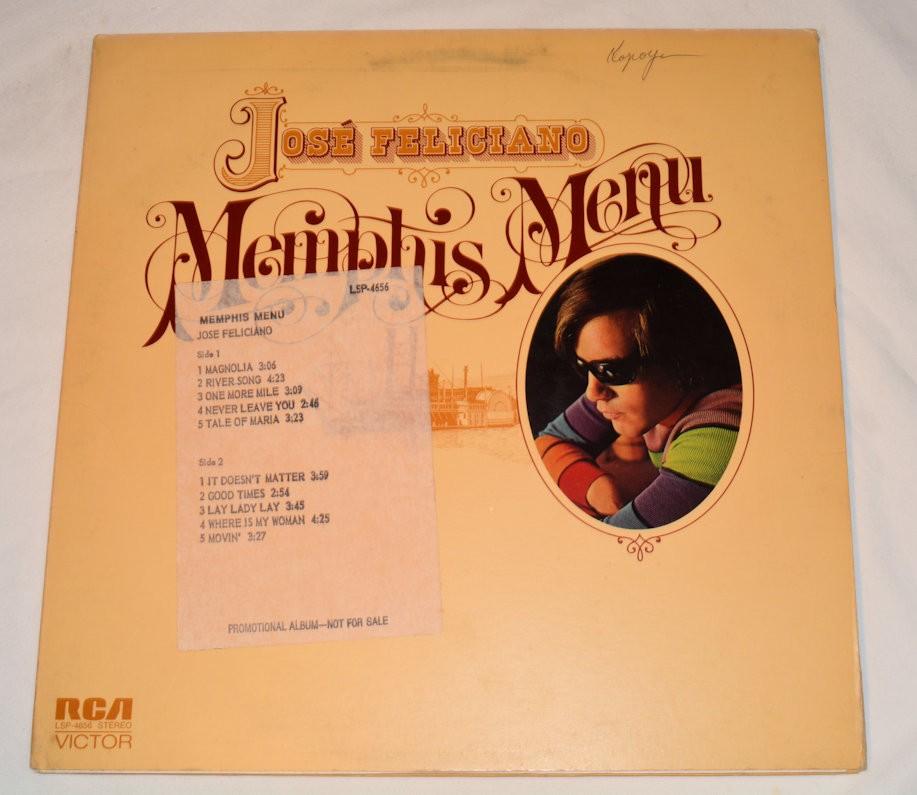 JOSÉ FELICIANO
Memphis Menu
LSP-4656
MEMPHIS MENU
JOSE FELICIANO
Side 1
1 MAGNOLIA 3:06
2 RIVER SONG 4:23
3 ONE MORE MILE 3:09
4 NEVER LEAVE YOU 2:46
5 TALE OF MARIA 3:23
Side 2
1 IT DOESN'T MATTER 3:59
2 GOOD TIMES 2:54
3 LAY LADY LAY 3:45
4 WHERE IS MY WOMAN 4:25
5 MOVIN' 3:27
PROMOTIONAL ALBUM—NOT FOR SALE
RCA
LSP-4656 STEREO
VICTOR